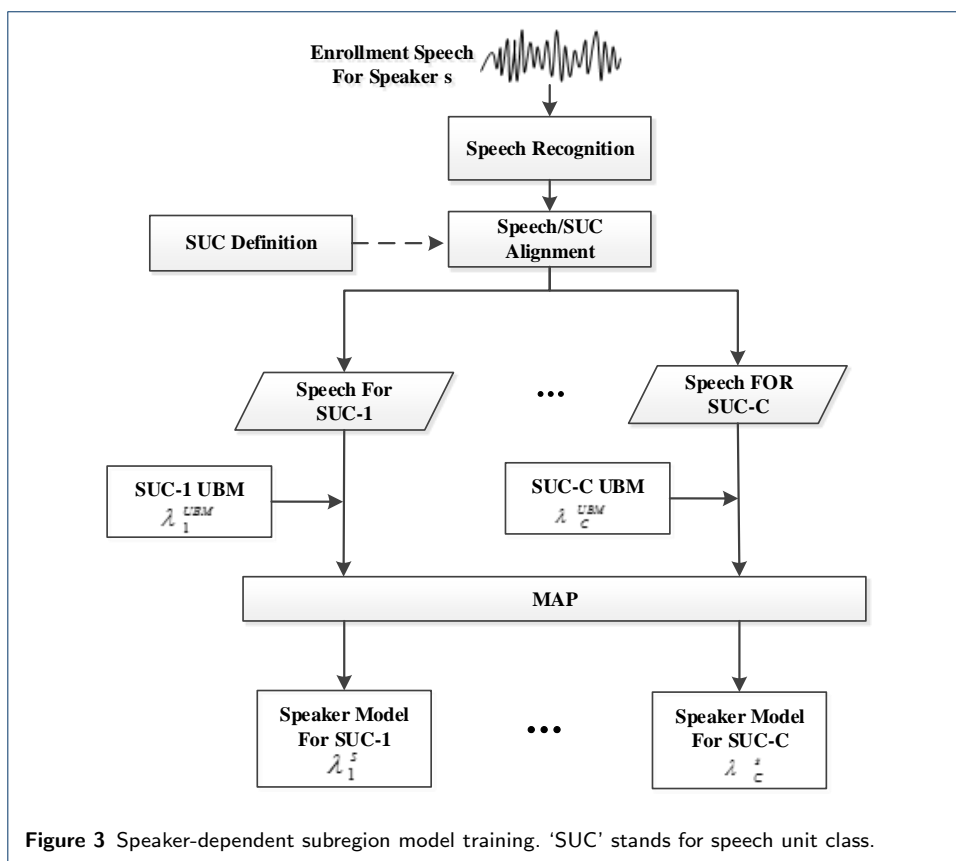 Enrollment Speech
For Speaker s
Speech Recognition
SUC Definition
Speech/SUC
Alignment
Speech For
SUC-1
...
Speech FOR
SUC-C
SUC-1 UBM
λ 1 UBM
SUC-C UBM
λ C UBM
MAP
Speaker Model
For SUC-1
λ 1 s
...
Speaker Model
For SUC-C
λ C s
Figure 3 Speaker-dependent subregion model training. ‘SUC’ stands for speech unit class.